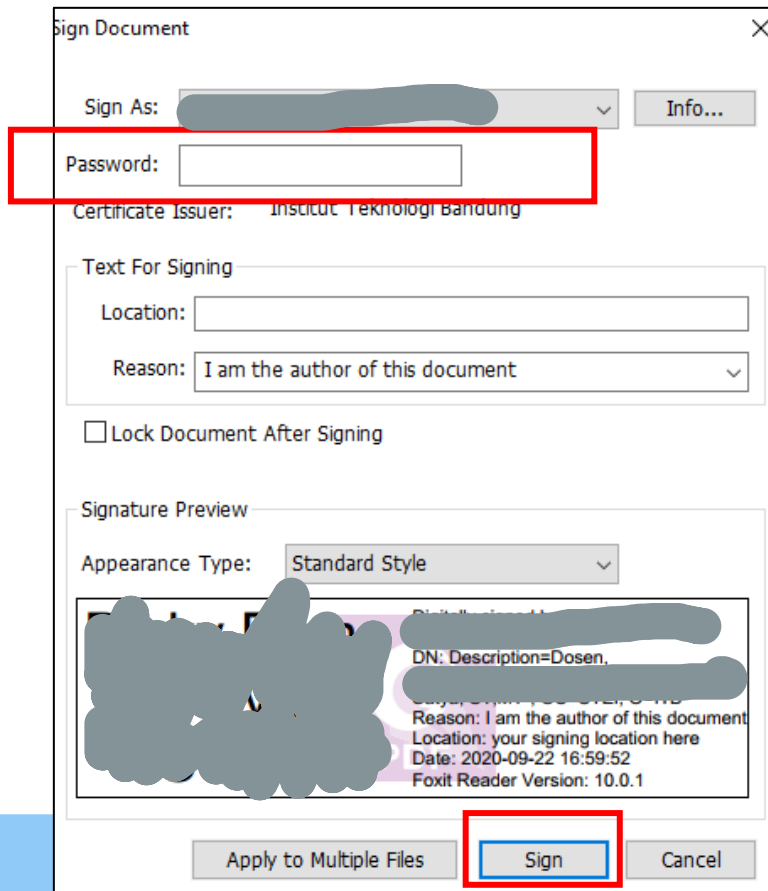 Sign Document
Sign As:
Info...
Password:
Certificate Issuer: Institut Teknologi Bandung
Text For Signing
Location:
Reason: I am the author of this document
Lock Document After Signing
Signature Preview
Appearance Type: Standard Style
DN: Description=Dosen,
Reason: I am the author of this document
Location: your signing location here
Date: 2020-09-22 16:59:52
Foxit Reader Version: 10.0.1
Apply to Multiple Files
Sign
Cancel